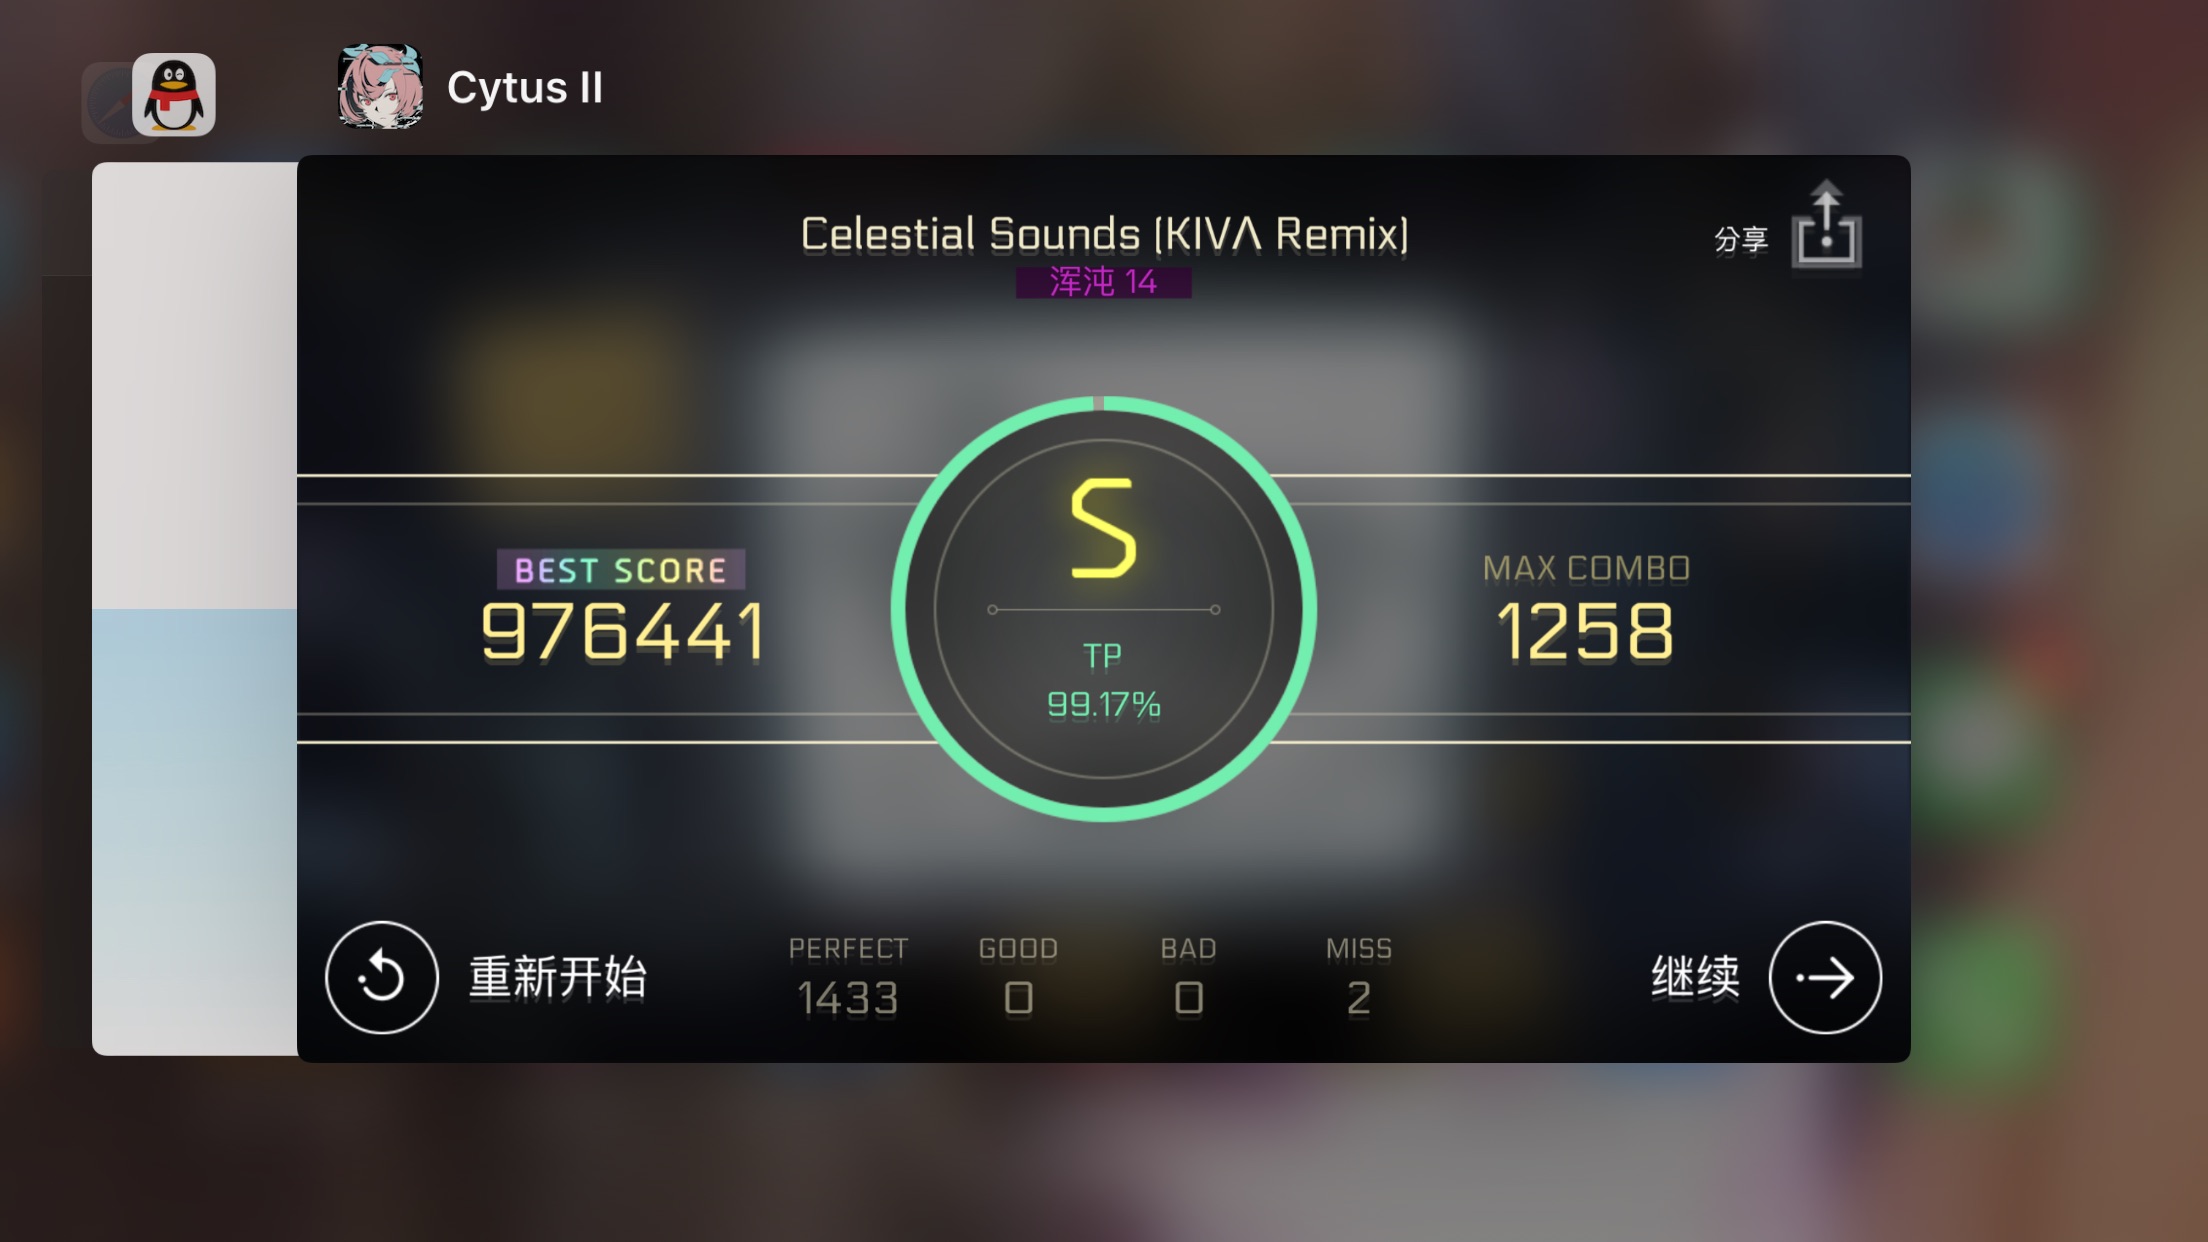 Cytus II
Celestial Sounds (KIVΛ Remix)
浑沌 14
分享
S
BEST SCORE
976441
TP
99.17%
MAX COMBO
1258
重新开始
PERFECT GOOD BAD MISS
1433 0 0 2
继续